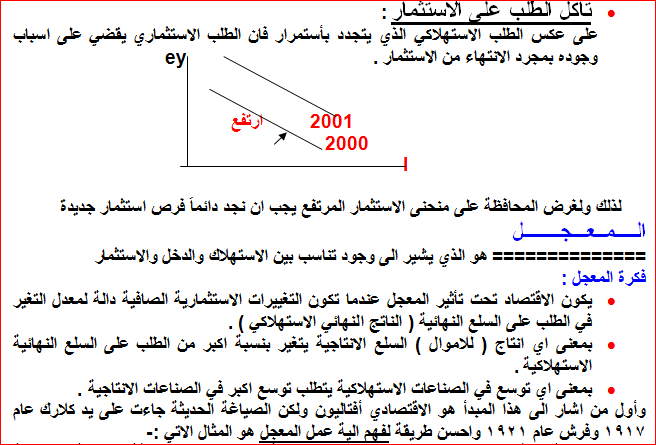 • تآكل الطلب على الاستثمار :
على عكس الطلب الاستهلاكي الذي يتجدد بأستمرار فان الطلب الاستثماري يقضي على اسباب
وجوده بمجرد الانتهاء من الاستثمار .
ey
ارتفع
2001
2000
I
لذلك ولغرض المحافظة على منحنى الاستثمار المرتفع يجب ان نجد دائماً فرص استثمار جديدة
الـــمــعــجـــــل
============== هو الذي يشير الى وجود تناسب بين الاستهلاك والدخل والاستثمار
فكرة المعجل :
• يكون الاقتصاد تحت تأثير المعجل عندما تكون التغييرات الاستثمارية الصافية دالة لمعدل التغير
في الطلب على السلع النهائية ( الناتج النهائي الاستهلاكي ) .
• بمعنى اي انتاج ( للاموال ) السلع الانتاجية يتغير بنسبة اكبر من الطلب على السلع النهائية
الاستهلاكية .
• بمعنى اي توسع في الصناعات الاستهلاكية يتطلب توسع اكبر في الصناعات الانتاجية .
وأول من اشار الى هذا المبدأ هو الاقتصادي أفتاليون ولكن الصياغة الحديثة جاءت على يد كلارك عام
١٩١٧ وفرش عام ١٩٢١ واحسن طريقة لفهم الية عمل المعجل هو المثال الاتي :-